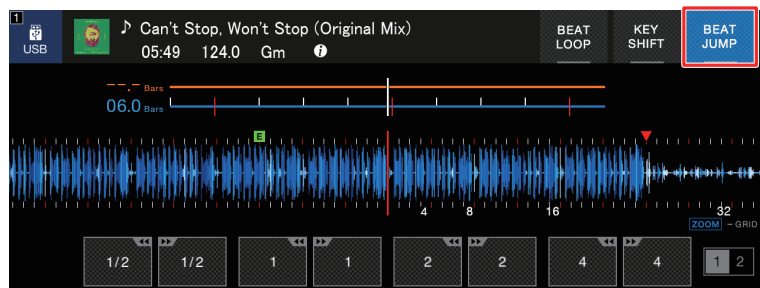 1
USB
Can't Stop, Won't Stop (Original Mix)
05:49 124.0 Gm i
BEAT
LOOP
KEY
SHIFT
BEAT
JUMP
--.- Bars
06.0 Bars
E
4 8 16 32
ZOOM - GRID
1/2 1/2 1 1 2 2 4 4
1 2